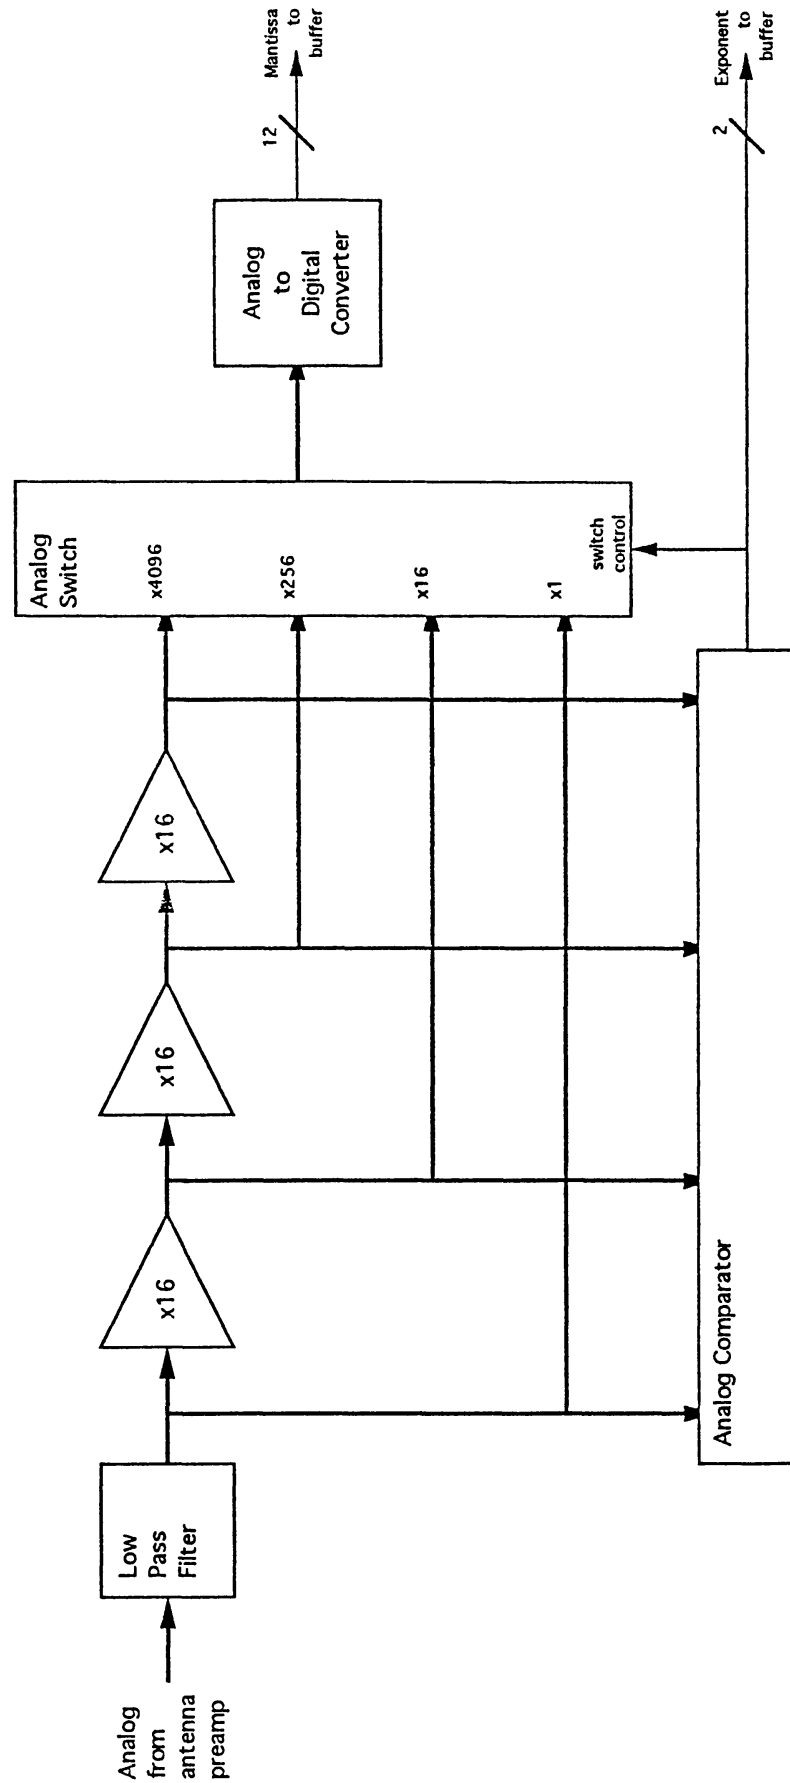 Analog
from
antenna
preamp
Low
Pass
Filter
x16
x16
x16
Analog
Switch
x4096
x256
x16
x1
switch
control
Analog
to
Digital
Converter
12
Mantissa
to
buffer
Analog Comparator
2
Exponent
to
buffer